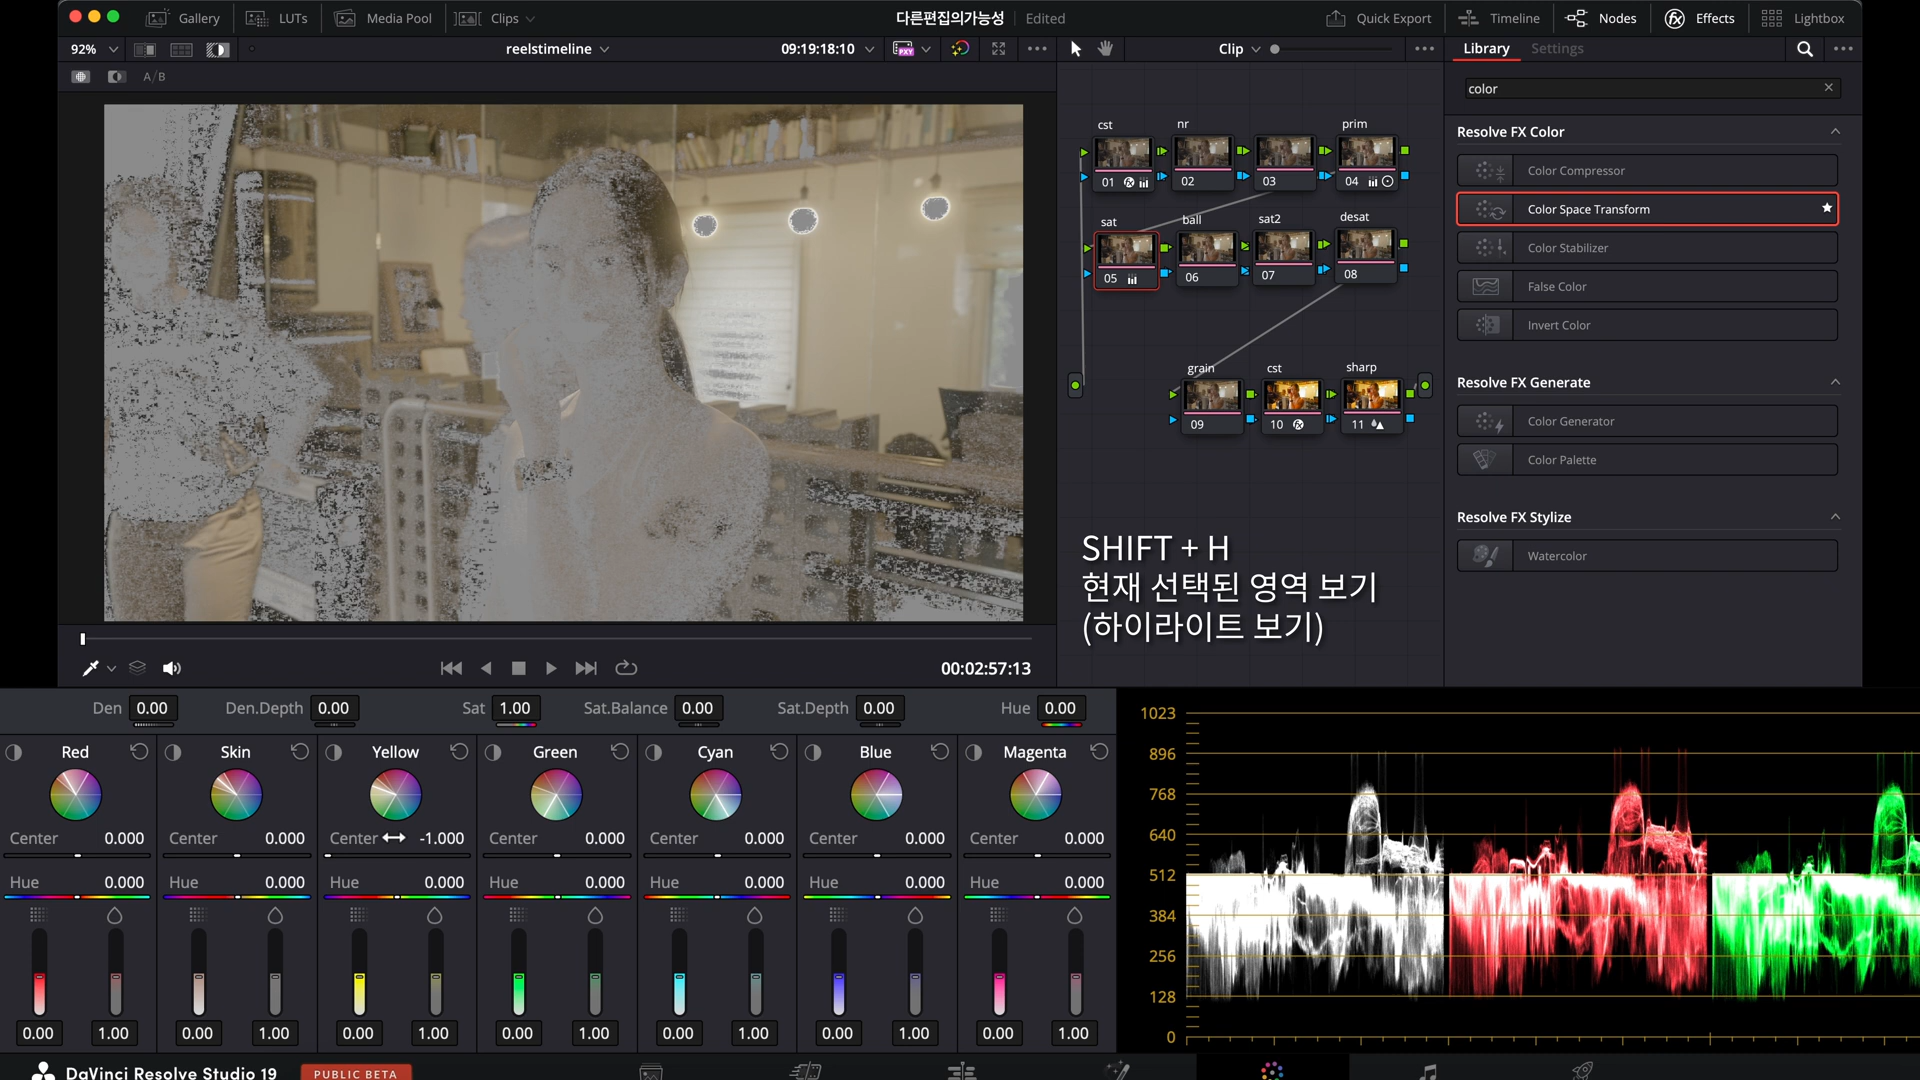 Gallery LUTs Media Pool Clips 다른편집의가능성 Edited Quick Export Timeline Nodes Effects Lightbox
92% reelstimeline 09:19:18:10 PXY Clip Library Settings
A/B
color
Resolve FX Color
Color Compressor
Color Space Transform
Color Stabilizer
False Color
Invert Color
Resolve FX Generate
Color Generator
Color Palette
Resolve FX Stylize
Watercolor
cst nr prim
01 02 03 04
sat ball sat2 desat
05 06 07 08
grain cst sharp
09 10 11
SHIFT + H
현재 선택된 영역 보기
(하이라이트 보기)
00:02:57:13
Den 0.00 Den.Depth 0.00 Sat 1.00 Sat.Balance 0.00 Sat.Depth 0.00 Hue 0.00
Red Skin Yellow Green Cyan Blue Magenta
Center 0.000 Center 0.000 Center -1.000 Center 0.000 Center 0.000 Center 0.000 Center 0.000
Hue 0.000 Hue 0.000 Hue 0.000 Hue 0.000 Hue 0.000 Hue 0.000 Hue 0.000
0.00 1.00 0.00 1.00 0.00 1.00 0.00 1.00 0.00 1.00 0.00 1.00 0.00 1.00
1023
896
768
640
512
384
256
128
0
DaVinci Resolve Studio 19 PUBLIC BETA